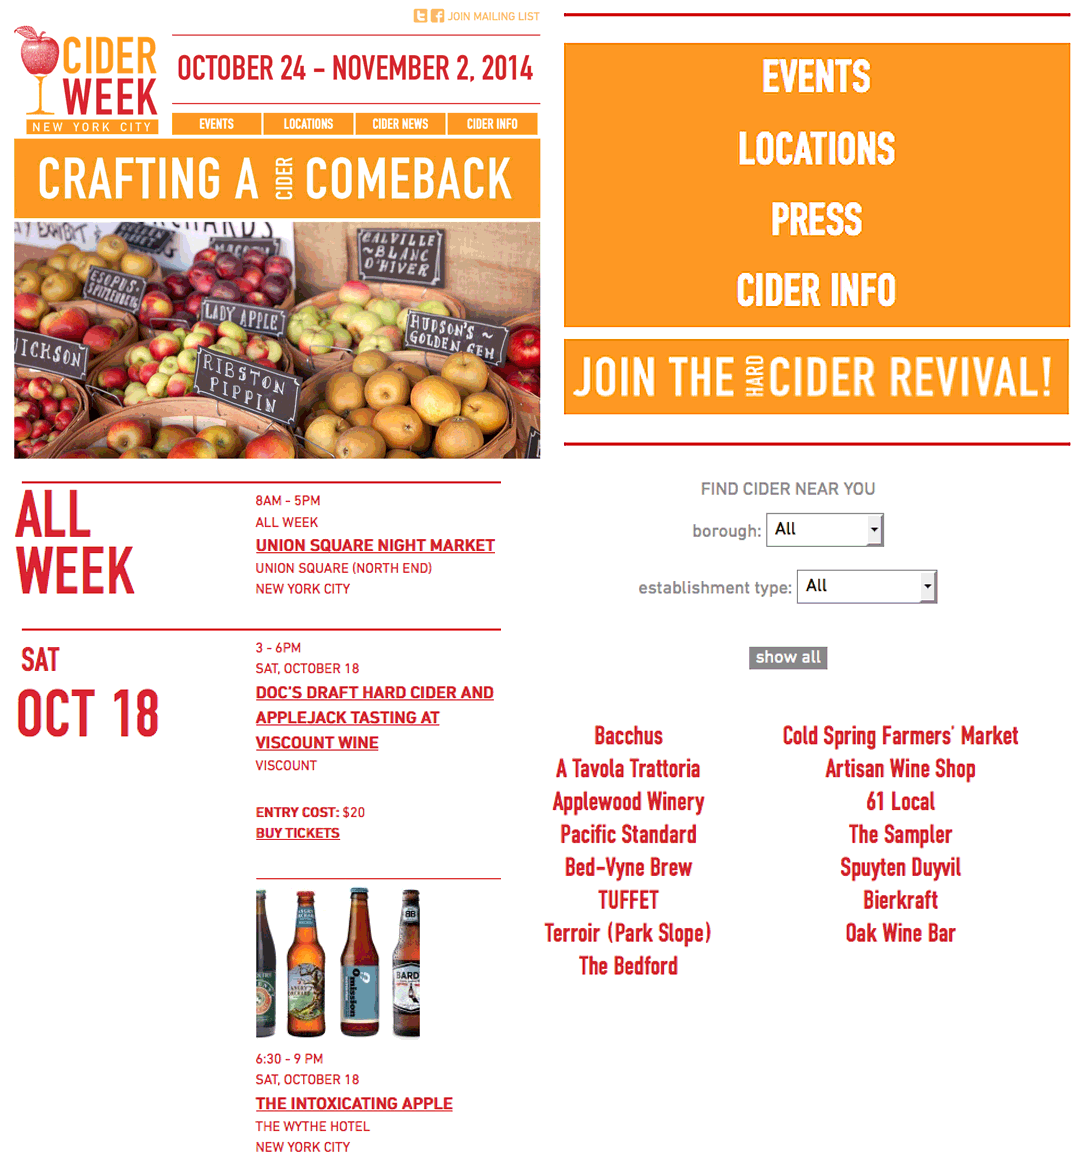 JOIN MAILING LIST
CIDER
WEEK
NEW YORK CITY
OCTOBER 24 - NOVEMBER 2, 2014
EVENTS LOCATIONS CIDER NEWS CIDER INFO
CRAFTING A CIDER COMEBACK
CALVILLE
~BLANC
D'HIVER
ESOPUS-
SPITZENBERG
LADY APPLE
HUDSON'S ~
GOLDEN GEM
RIBSTON
PIPPIN
ALL
WEEK
8AM - 5PM
ALL WEEK
UNION SQUARE NIGHT MARKET
UNION SQUARE (NORTH END)
NEW YORK CITY
SAT
OCT 18
3 - 6PM
SAT, OCTOBER 18
DOC'S DRAFT HARD CIDER AND
APPLEJACK TASTING AT
VISCOUNT WINE
VISCOUNT
ENTRY COST: $20
BUY TICKETS
ANGRY
ORCHARD
Omission
BB
BARD'
6:30 - 9 PM
SAT, OCTOBER 18
THE INTOXICATING APPLE
THE WYTHE HOTEL
NEW YORK CITY
EVENTS
LOCATIONS
PRESS
CIDER INFO
JOIN THE HARD CIDER REVIVAL!
FIND CIDER NEAR YOU
borough: All
establishment type: All
show all
Bacchus
A Tavola Trattoria
Applewood Winery
Pacific Standard
Bed-Vyne Brew
TUFFET
Terroir (Park Slope)
The Bedford
Cold Spring Farmers' Market
Artisan Wine Shop
61 Local
The Sampler
Spuyten Duyvil
Bierkraft
Oak Wine Bar